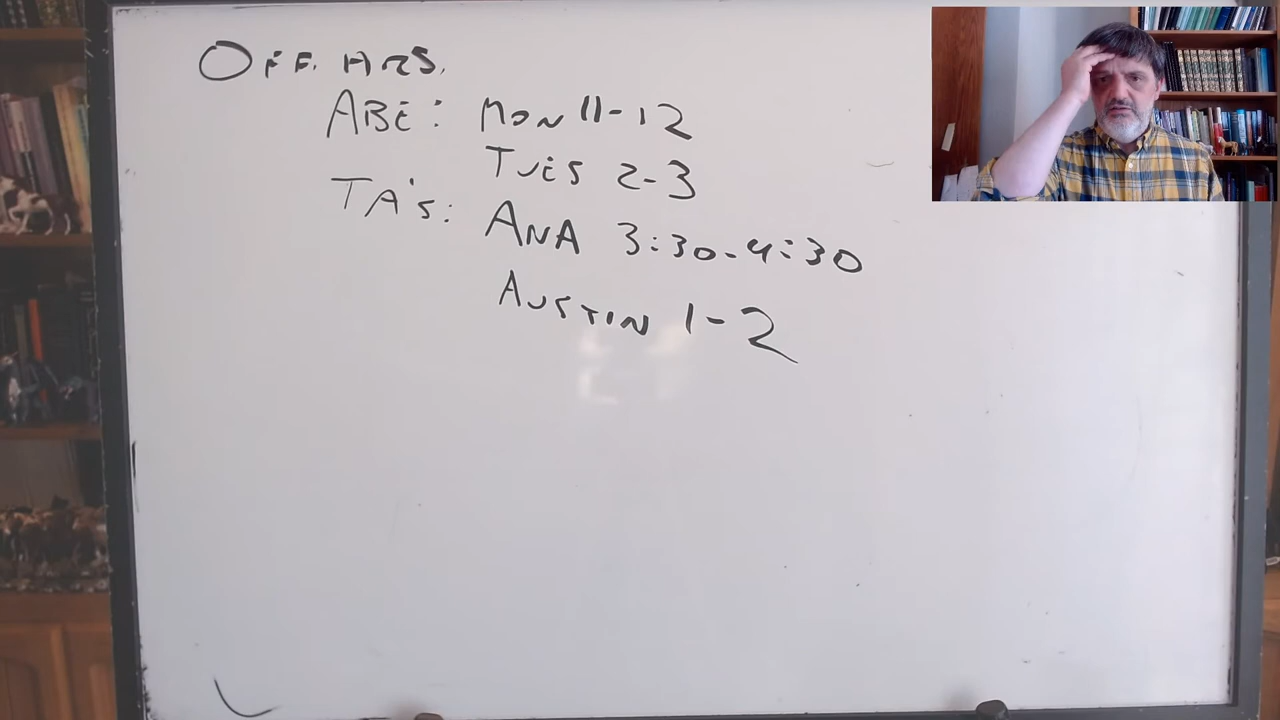 OFF. HRS.
ABE: MON 11-12
TUES 2-3
TA'S: ANA 3:30-4:30
AUSTIN 1-2